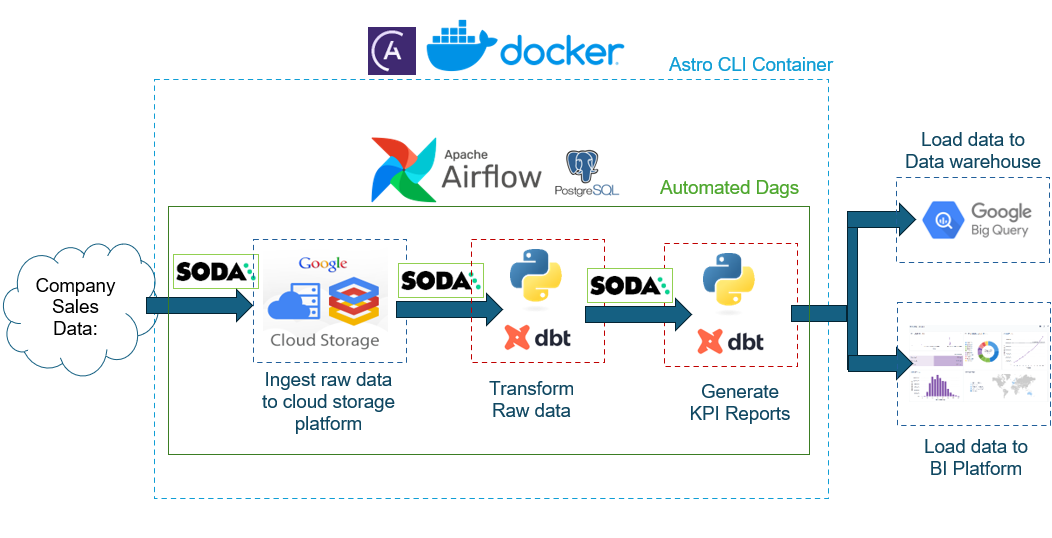 A
docker
Astro CLI Container
Apache
Airflow
PostgreSQL
Automated Dags
Load data to
Data warehouse
Google
Big Query
Company
Sales
Data:
SODA
Google
Cloud Storage
SODA
dbt
SODA
dbt
Ingest raw data
to cloud storage
platform
Transform
Raw data
Generate
KPI Reports
Load data to
BI Platform